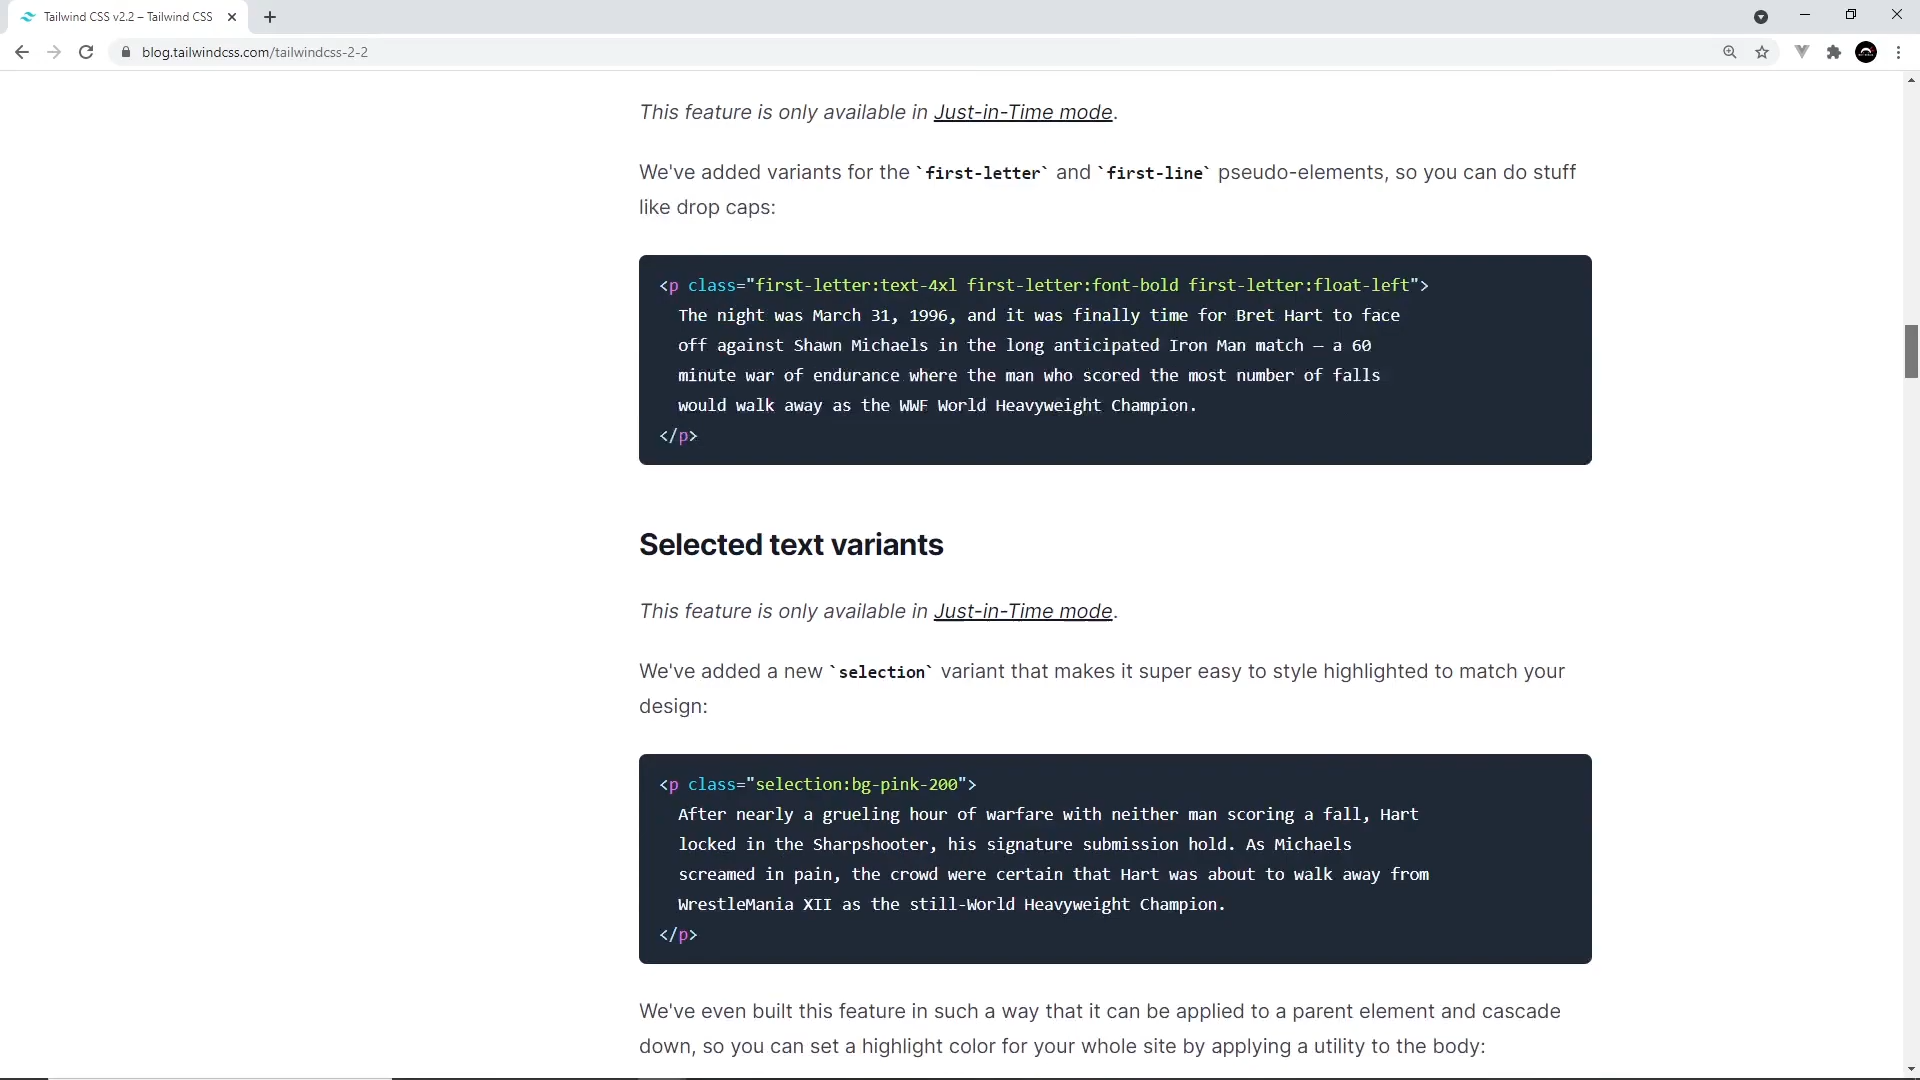 Tailwind CSS v2.2 – Tailwind CSS
blog.tailwindcss.com/tailwindcss-2-2
This feature is only available in Just-in-Time mode.
We've added variants for the `first-letter` and `first-line` pseudo-elements, so you can do stuff
like drop caps:
<p class="first-letter:text-4xl first-letter:font-bold first-letter:float-left">
The night was March 31, 1996, and it was finally time for Bret Hart to face
off against Shawn Michaels in the long anticipated Iron Man match — a 60
minute war of endurance where the man who scored the most number of falls
would walk away as the WWF World Heavyweight Champion.
</p>
Selected text variants
This feature is only available in Just-in-Time mode.
We've added a new `selection` variant that makes it super easy to style highlighted to match your
design:
<p class="selection:bg-pink-200">
After nearly a grueling hour of warfare with neither man scoring a fall, Hart
locked in the Sharpshooter, his signature submission hold. As Michaels
screamed in pain, the crowd were certain that Hart was about to walk away from
WrestleMania XII as the still-World Heavyweight Champion.
</p>
We've even built this feature in such a way that it can be applied to a parent element and cascade
down, so you can set a highlight color for your whole site by applying a utility to the body: